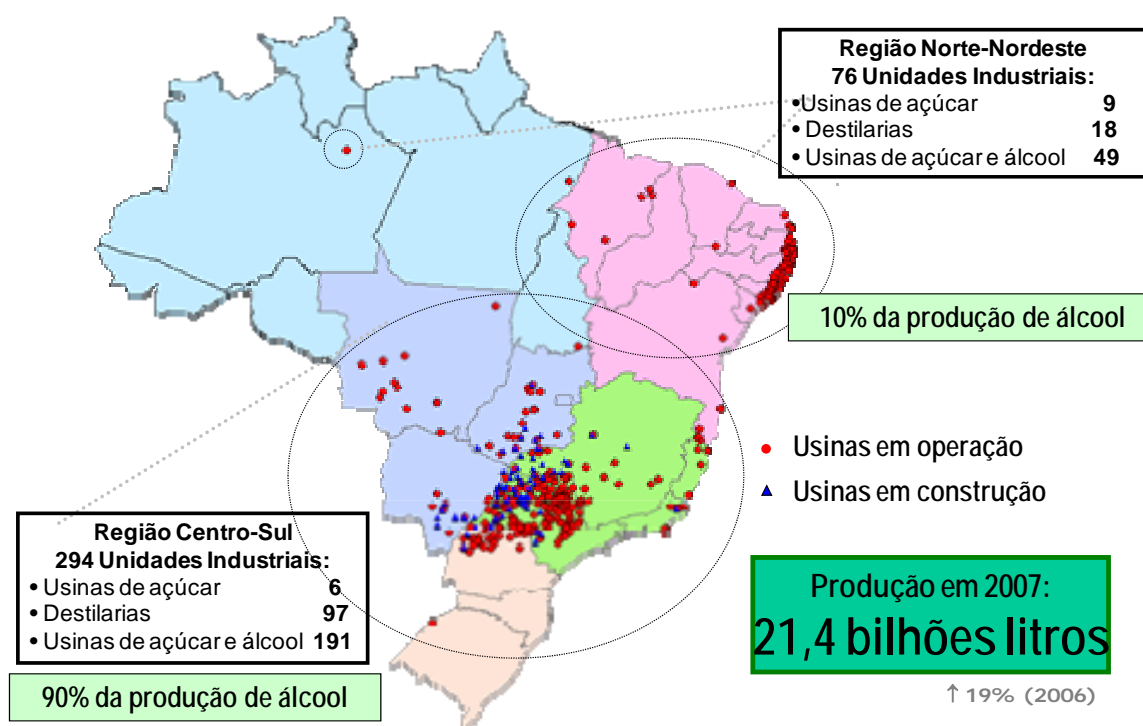 Região Norte-Nordeste
76 Unidades Industriais:
•Usinas de açúcar 9
• Destilarias 18
• Usinas de açúcar e álcool 49
10% da produção de álcool
• Usinas em operação
▲ Usinas em construção
Região Centro-Sul
294 Unidades Industriais:
• Usinas de açúcar 6
• Destilarias 97
• Usinas de açúcar e álcool 191
90% da produção de álcool
Produção em 2007:
21,4 bilhões litros
↑ 19% (2006)